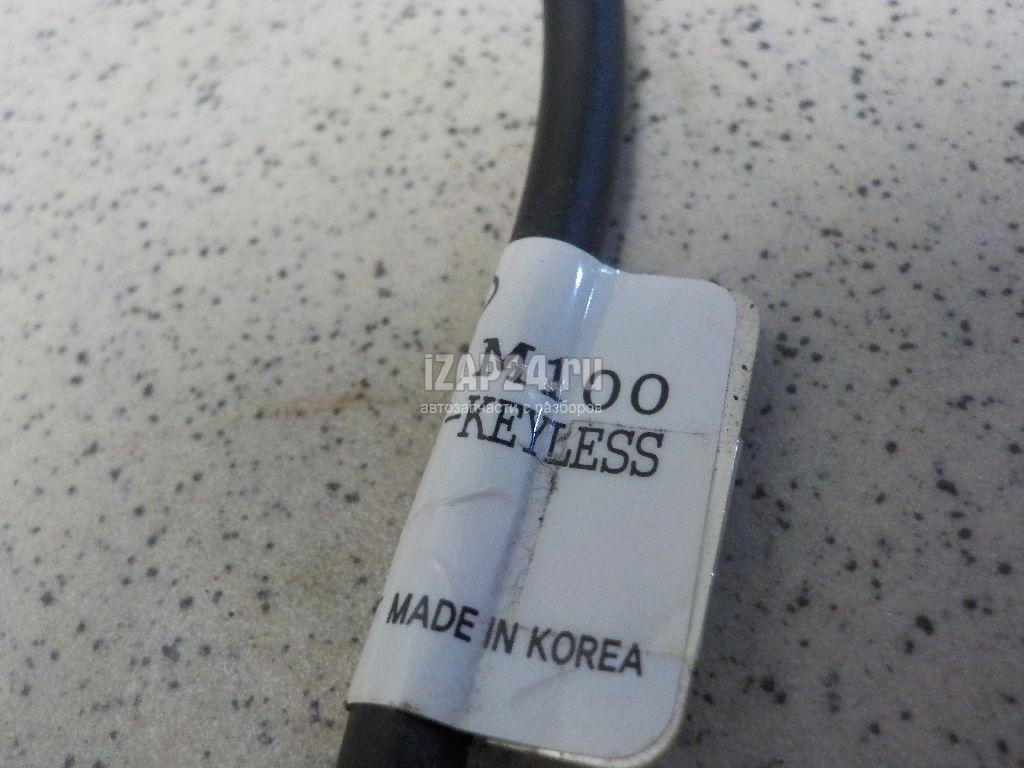 M100
-KEYLESS
MADE IN KOREA
iZAP24.ru
автозапчасти с разборов